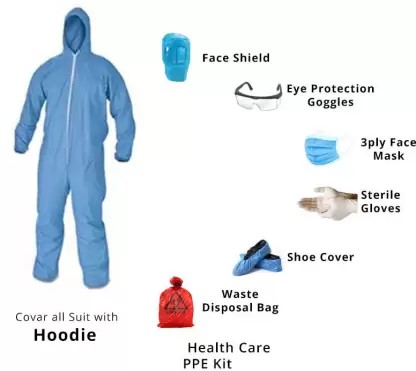 Face Shield
Eye Protection
Goggles
3ply Face
Mask
Sterile
Gloves
Shoe Cover
Waste
Disposal Bag
Covar all Suit with
Hoodie
Health Care
PPE Kit